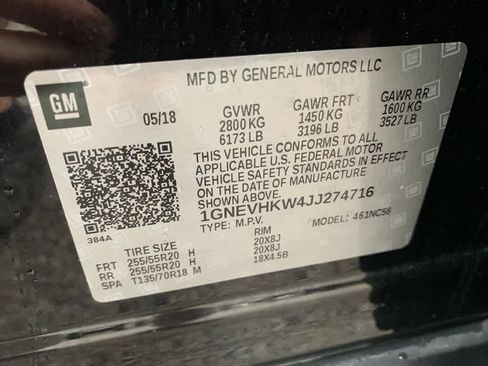 GM
MFD BY GENERAL MOTORS LLC
05/18
GVWR
2800 KG
6173 LB
GAWR FRT
1450 KG
3196 LB
GAWR RR
1600 KG
3527 LB
THIS VEHICLE CONFORMS TO ALL
APPLICABLE U.S. FEDERAL MOTOR
VEHICLE SAFETY STANDARDS IN EFFECT
ON THE DATE OF MANUFACTURE
SHOWN ABOVE.
1GNEVHKW4JJ274716
TYPE: M.P.V. MODEL: 461NC56
384A
TIRE SIZE RIM
FRT 255/55R20 H 20X8J
RR 255/55R20 H 20X8J
SPA T135/70R18 M 18X4.5B